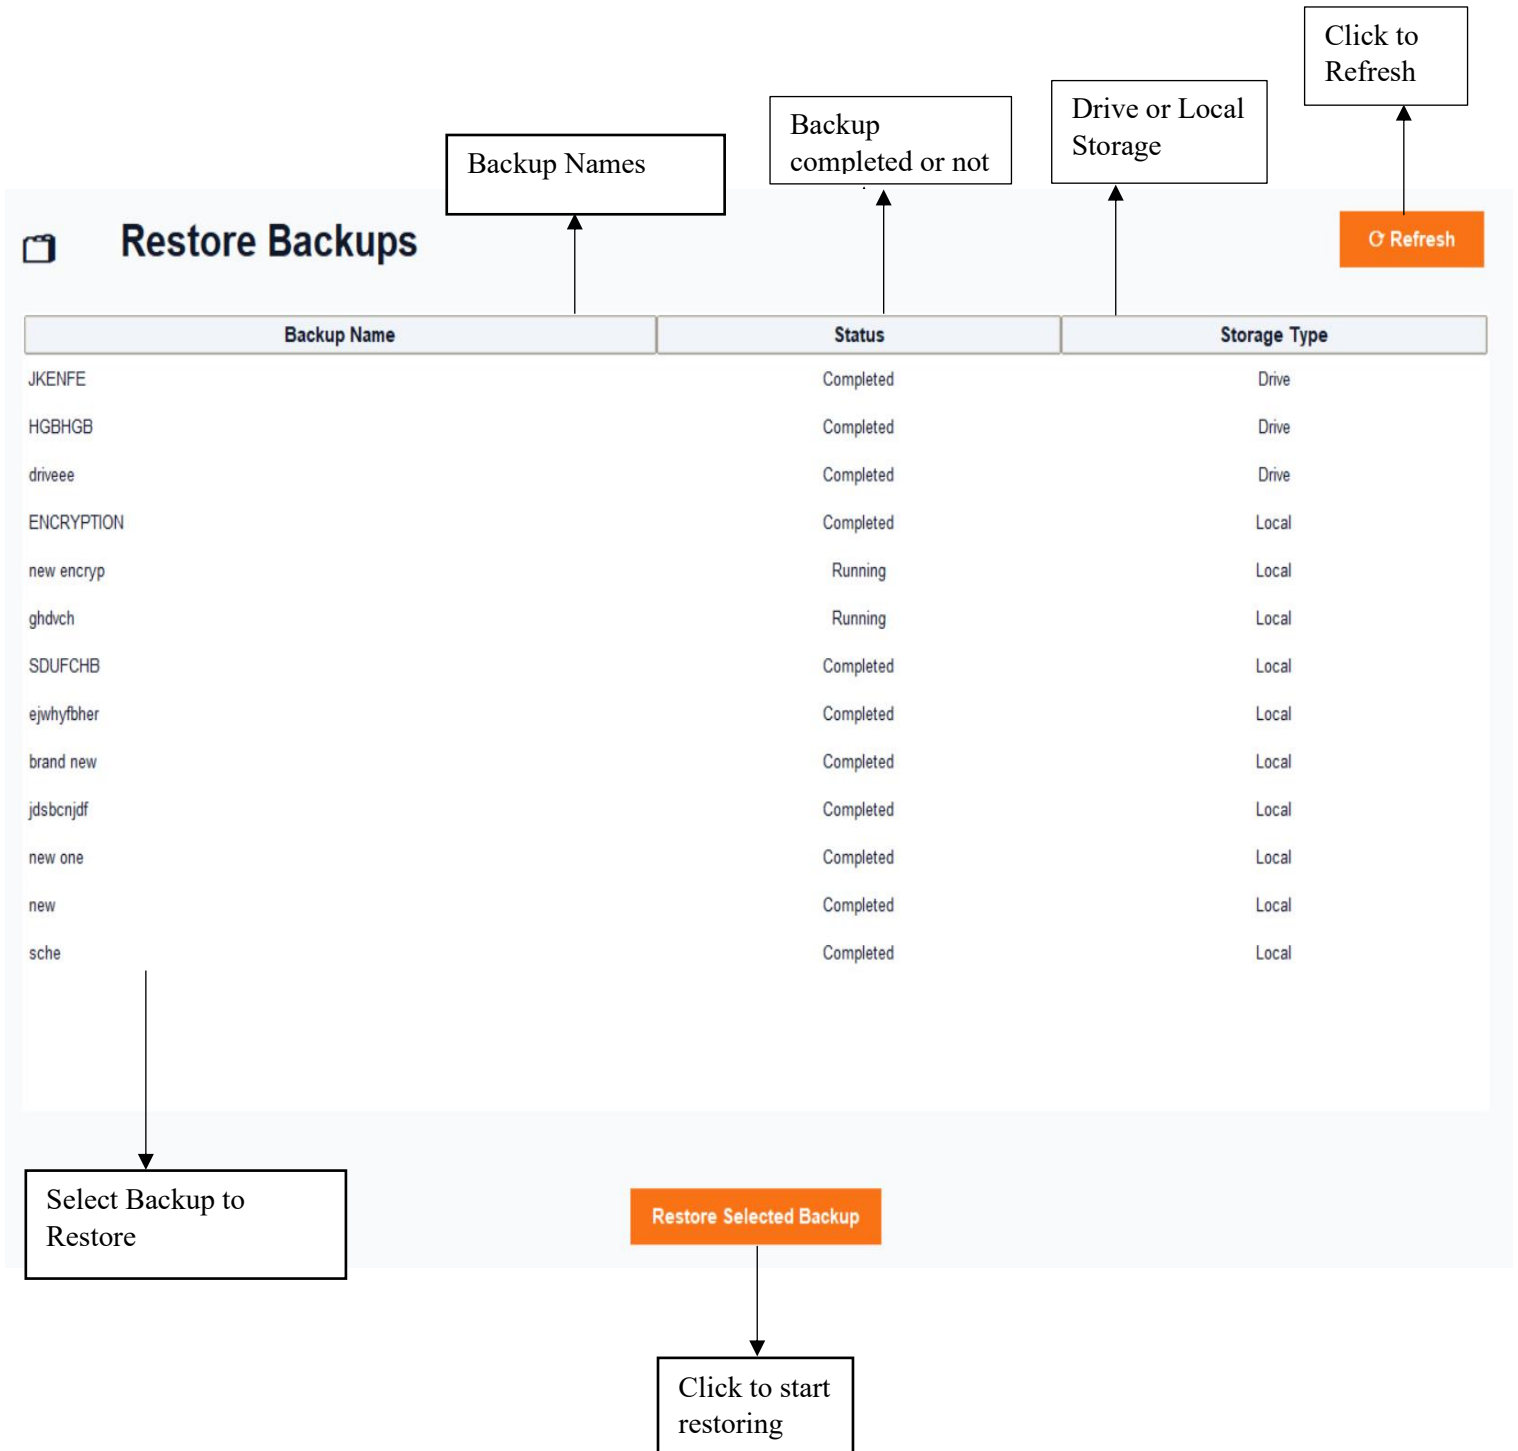 Click to
Refresh
Drive or Local
Storage
Backup
completed or not
Backup Names
Restore Backups
Refresh
Backup Name Status Storage Type
JKENFE Completed Drive
HGBHGB Completed Drive
driveee Completed Drive
ENCRYPTION Completed Local
new encryp Running Local
ghdvch Running Local
SDUFCHB Completed Local
ejwhyfbher Completed Local
brand new Completed Local
jdsbcnjdf Completed Local
new one Completed Local
new Completed Local
sche Completed Local
Select Backup to
Restore
Restore Selected Backup
Click to start
restoring